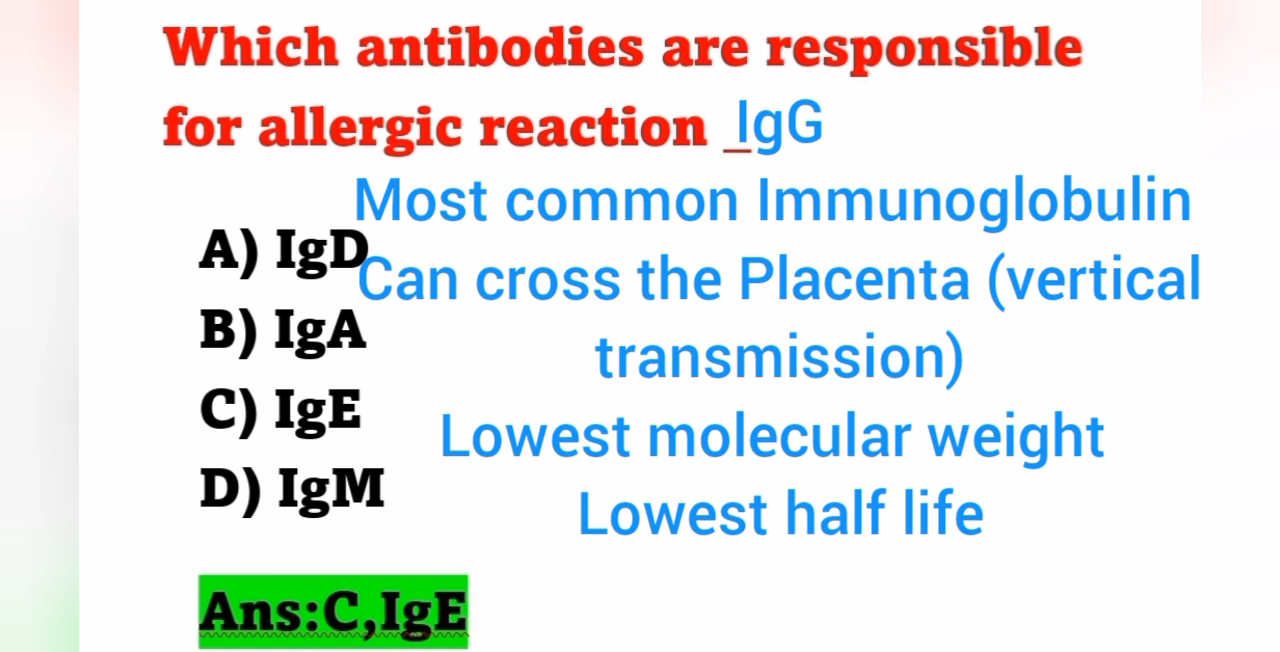 Which antibodies are responsible
for allergic reaction _IgG
Most common Immunoglobulin
A) IgD
Can cross the Placenta (vertical
B) IgA
transmission)
C) IgE
Lowest molecular weight
D) IgM
Lowest half life
Ans:C,IgE